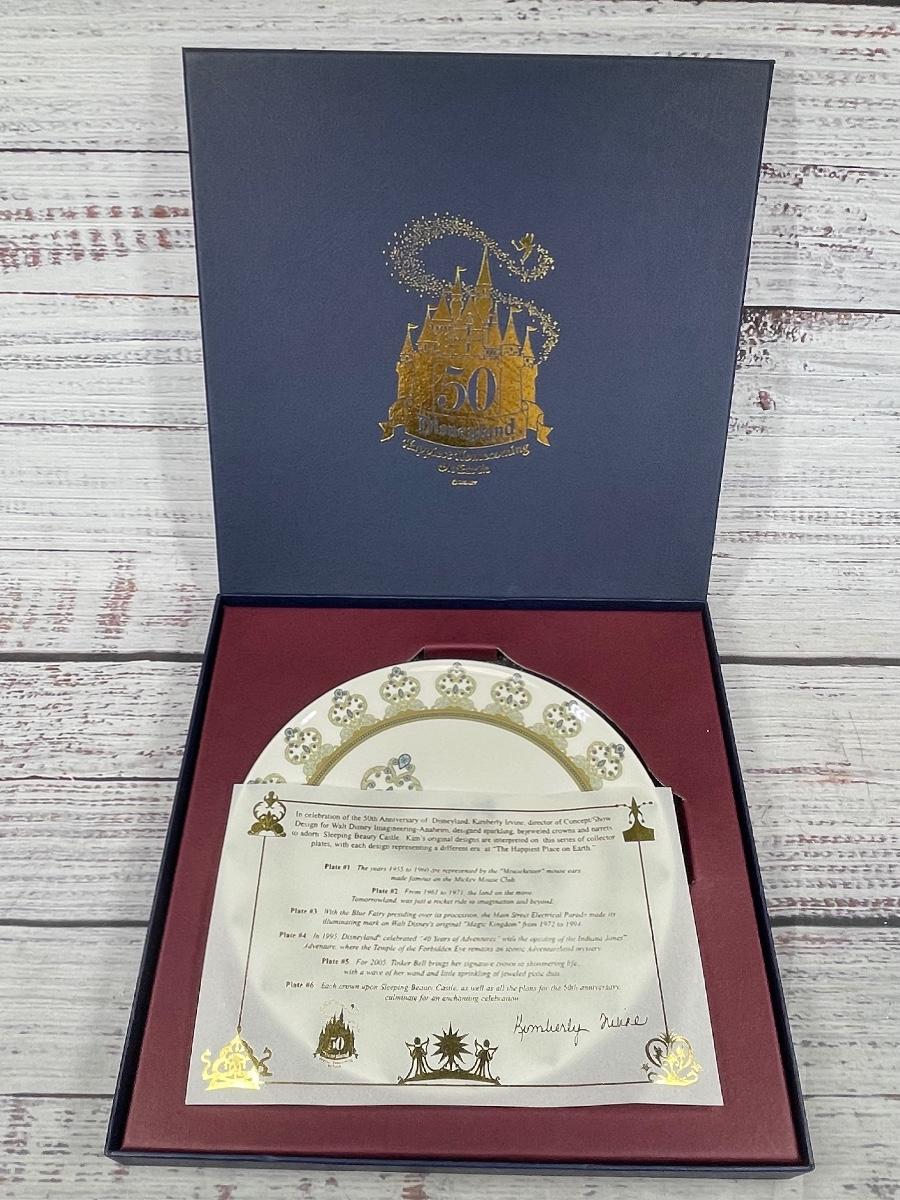 50
Disneyland
Happiest Homecoming
On Earth
In celebration of the 50th Anniversary of Disneyland, Kimberly Irvine, director of Concept/Show
Design for Walt Disney Imagineering-Anaheim, designed sparkling, bejeweled crowns and turrets
to adorn Sleeping Beauty Castle. Kim's original designs are interpreted on this series of collector
plates, with each design representing a different era at "The Happiest Place on Earth."
Plate #1 The years 1955 to 1960 are represented by the "Mouseketeer" mouse ears
made famous on the Mickey Mouse Club.
Plate #2 From 1961 to 1971, the land on the move,
Tomorrowland, was just a rocket ride to imagination and beyond.
Plate #3 With the Blue Fairy presiding over its procession, the Main Street Electrical Parade made its
illuminating mark on Walt Disney's original "Magic Kingdom" from 1972 to 1994.
Plate #4 In 1995, Disneyland celebrated "40 Years of Adventures" with the opening of the Indiana Jones™
Adventure, where the Temple of the Forbidden Eye remains an iconic Adventureland mystery.
Plate #5 For 2005, Tinker Bell brings her signature crown to shimmering life,
with a wave of her wand and little sprinkling of jeweled pixie dust.
Plate #6 Each crown upon Sleeping Beauty Castle, as well as all the plans for the 50th anniversary,
culminate for an enchanting celebration.
Kimberly Irvine
50
Disneyland